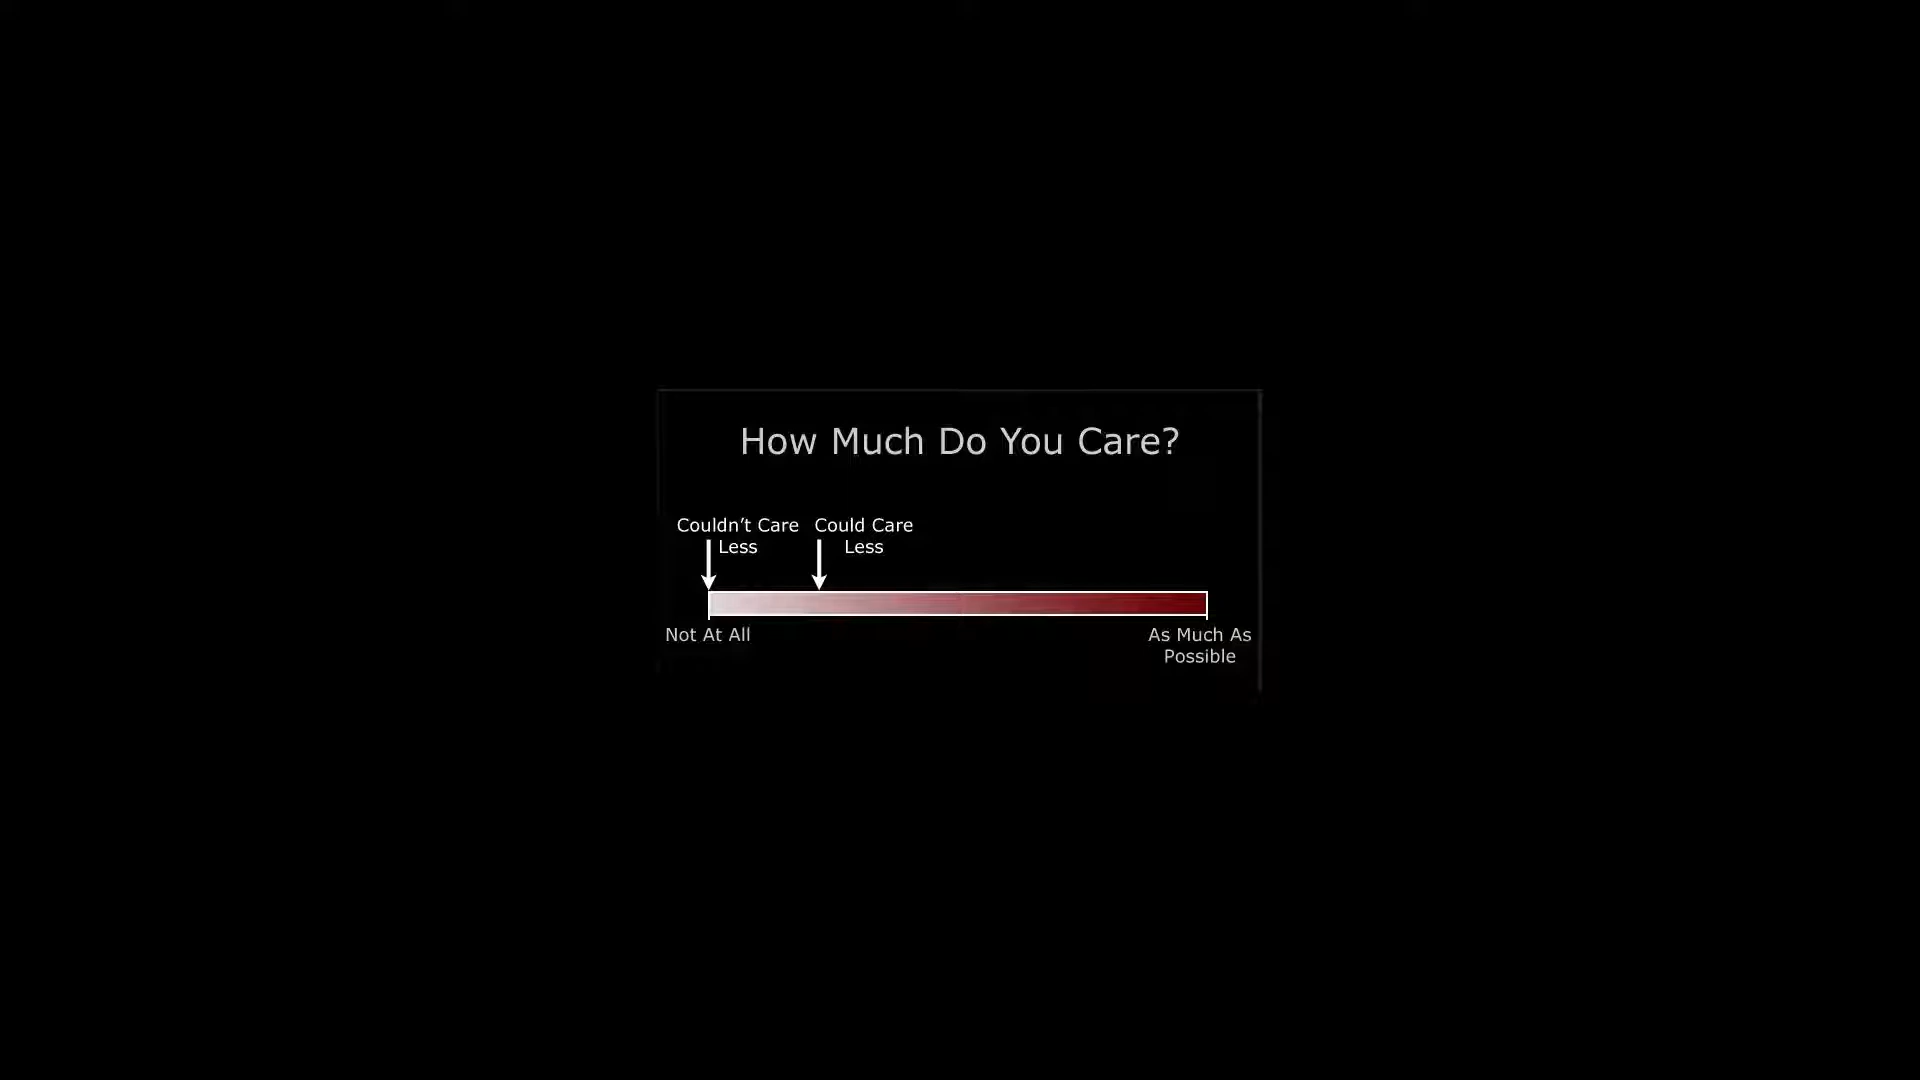 How Much Do You Care?
Couldn’t Care
Less
Could Care
Less
Not At All
As Much As
Possible